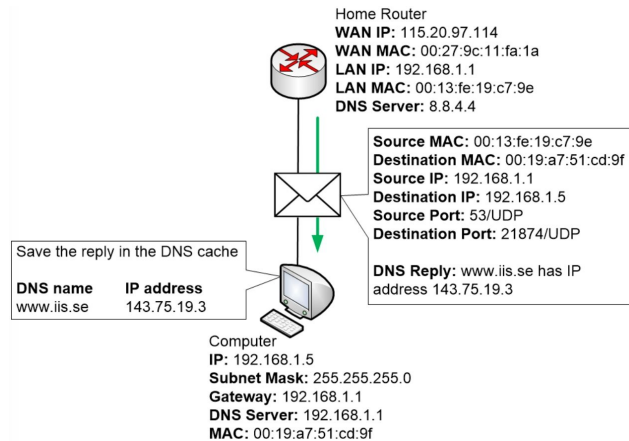 Home Router
WAN IP: 115.20.97.114
WAN MAC: 00:27:9c:11:fa:1a
LAN IP: 192.168.1.1
LAN MAC: 00:13:fe:19:c7:9e
DNS Server: 8.8.4.4
Source MAC: 00:13:fe:19:c7:9e
Destination MAC: 00:19:a7:51:cd:9f
Source IP: 192.168.1.1
Destination IP: 192.168.1.5
Source Port: 53/UDP
Destination Port: 21874/UDP
DNS Reply: www.iis.se has IP
address 143.75.19.3
Save the reply in the DNS cache
DNS name IP address
www.iis.se 143.75.19.3
Computer
IP: 192.168.1.5
Subnet Mask: 255.255.255.0
Gateway: 192.168.1.1
DNS Server: 192.168.1.1
MAC: 00:19:a7:51:cd:9f